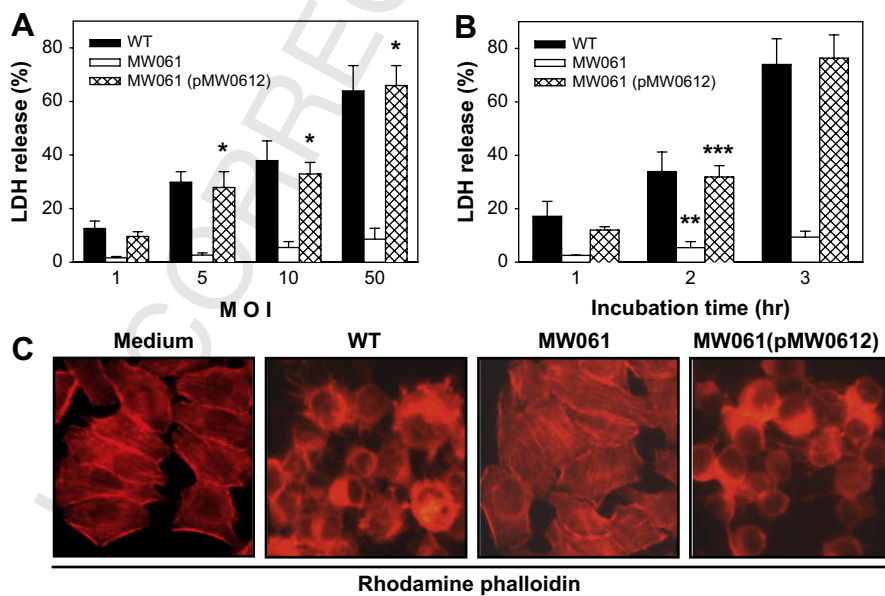 A
80
60
40
20
0
LDH release (%)
WT
MW061
MW061 (pMW0612)
*
*
*
1
5
10
50
M O I
B
80
60
40
20
0
LDH release (%)
WT
MW061
MW061 (pMW0612)
**
***
1
2
3
Incubation time (hr)
C
Medium
WT
MW061
MW061(pMW0612)
Rhodamine phalloidin